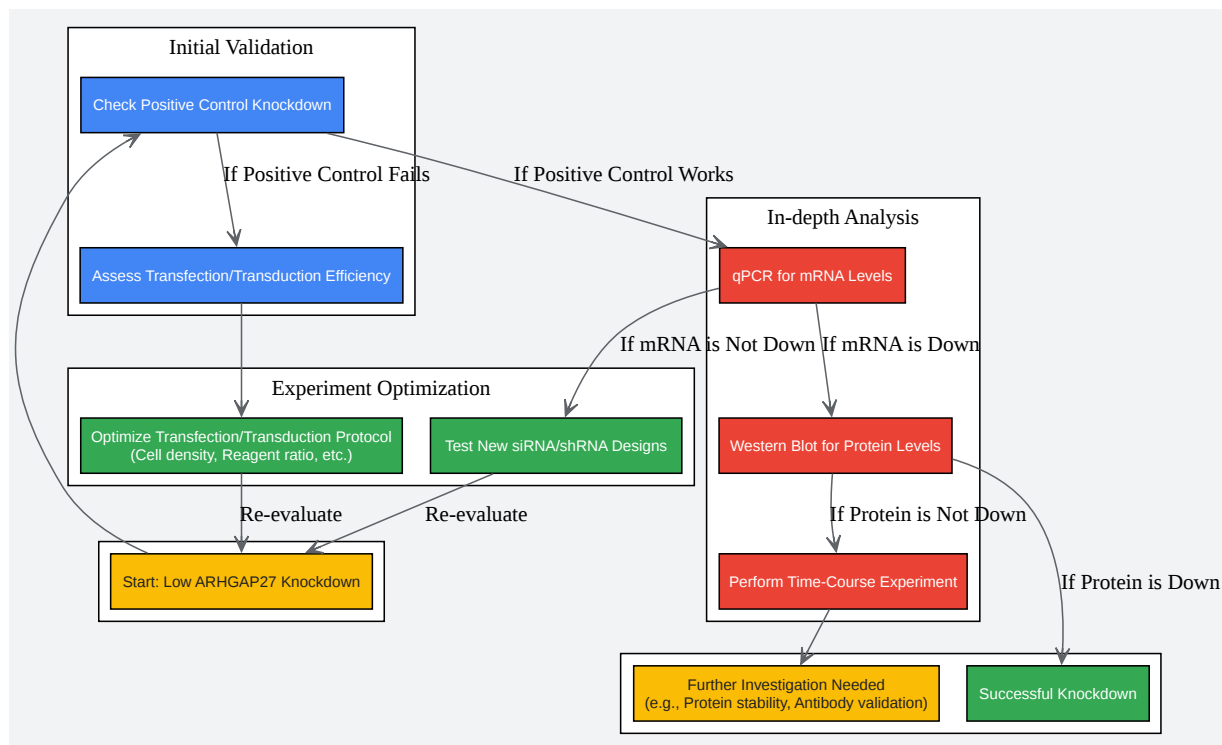 Initial Validation
Check Positive Control Knockdown
If Positive Control Fails
If Positive Control Works
Assess Transfection/Transduction Efficiency
In-depth Analysis
qPCR for mRNA Levels
If mRNA is Not Down
If mRNA is Down
Experiment Optimization
Optimize Transfection/Transduction Protocol
(Cell density, Reagent ratio, etc.)
Test New siRNA/shRNA Designs
Western Blot for Protein Levels
Re-evaluate
Re-evaluate
If Protein is Not Down
Start: Low ARHGAP27 Knockdown
Perform Time-Course Experiment
If Protein is Down
Further Investigation Needed
(e.g., Protein stability, Antibody validation)
Successful Knockdown